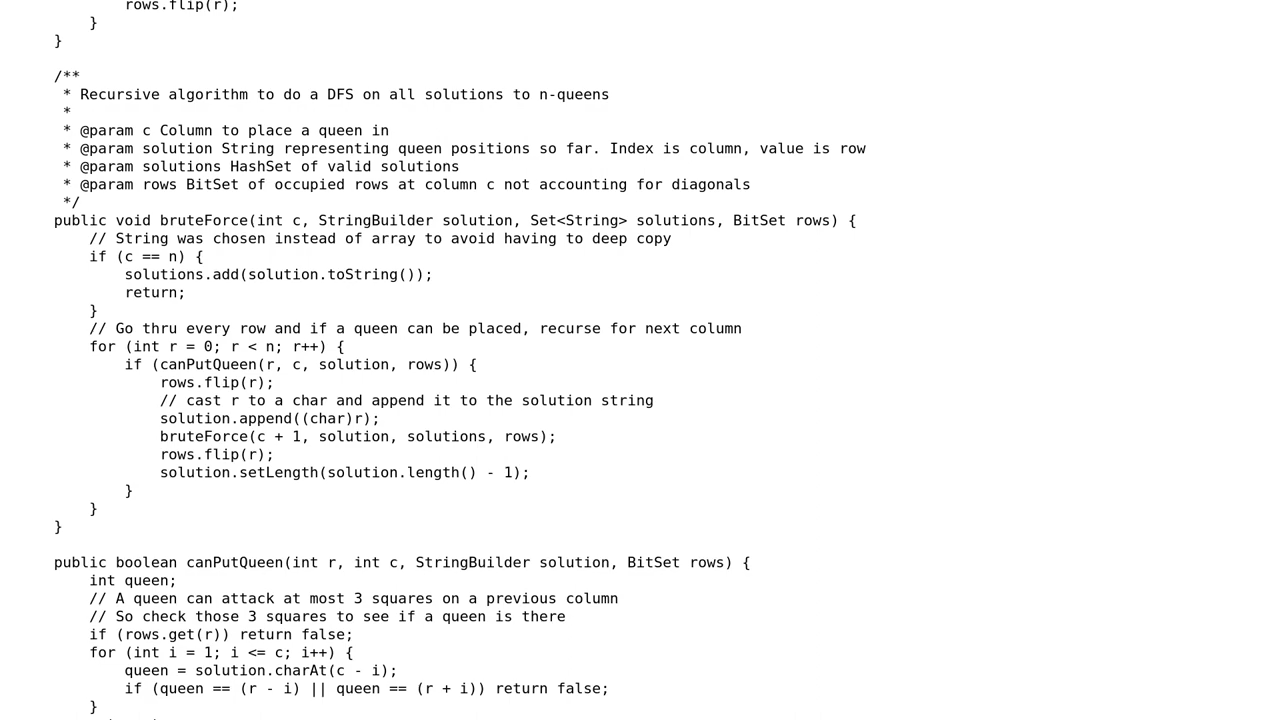 rows.flip(r);
}
}
/**
* Recursive algorithm to do a DFS on all solutions to n-queens
*
* @param c Column to place a queen in
* @param solution String representing queen positions so far. Index is column, value is row
* @param solutions HashSet of valid solutions
* @param rows BitSet of occupied rows at column c not accounting for diagonals
*/
public void bruteForce(int c, StringBuilder solution, Set<String> solutions, BitSet rows) {
// String was chosen instead of array to avoid having to deep copy
if (c == n) {
solutions.add(solution.toString());
return;
}
// Go thru every row and if a queen can be placed, recurse for next column
for (int r = 0; r < n; r++) {
if (canPutQueen(r, c, solution, rows)) {
rows.flip(r);
// cast r to a char and append it to the solution string
solution.append((char)r);
bruteForce(c + 1, solution, solutions, rows);
rows.flip(r);
solution.setLength(solution.length() - 1);
}
}
}
public boolean canPutQueen(int r, int c, StringBuilder solution, BitSet rows) {
int queen;
// A queen can attack at most 3 squares on a previous column
// So check those 3 squares to see if a queen is there
if (rows.get(r)) return false;
for (int i = 1; i <= c; i++) {
queen = solution.charAt(c - i);
if (queen == (r - i) || queen == (r + i)) return false;
}